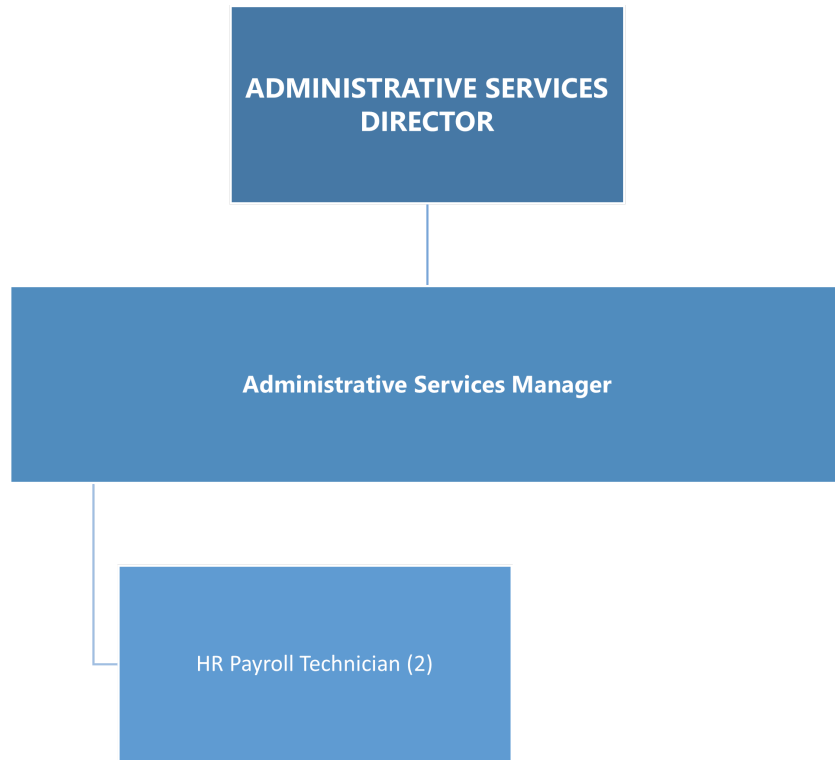 ADMINISTRATIVE SERVICES
DIRECTOR
Administrative Services Manager
HR Payroll Technician (2)